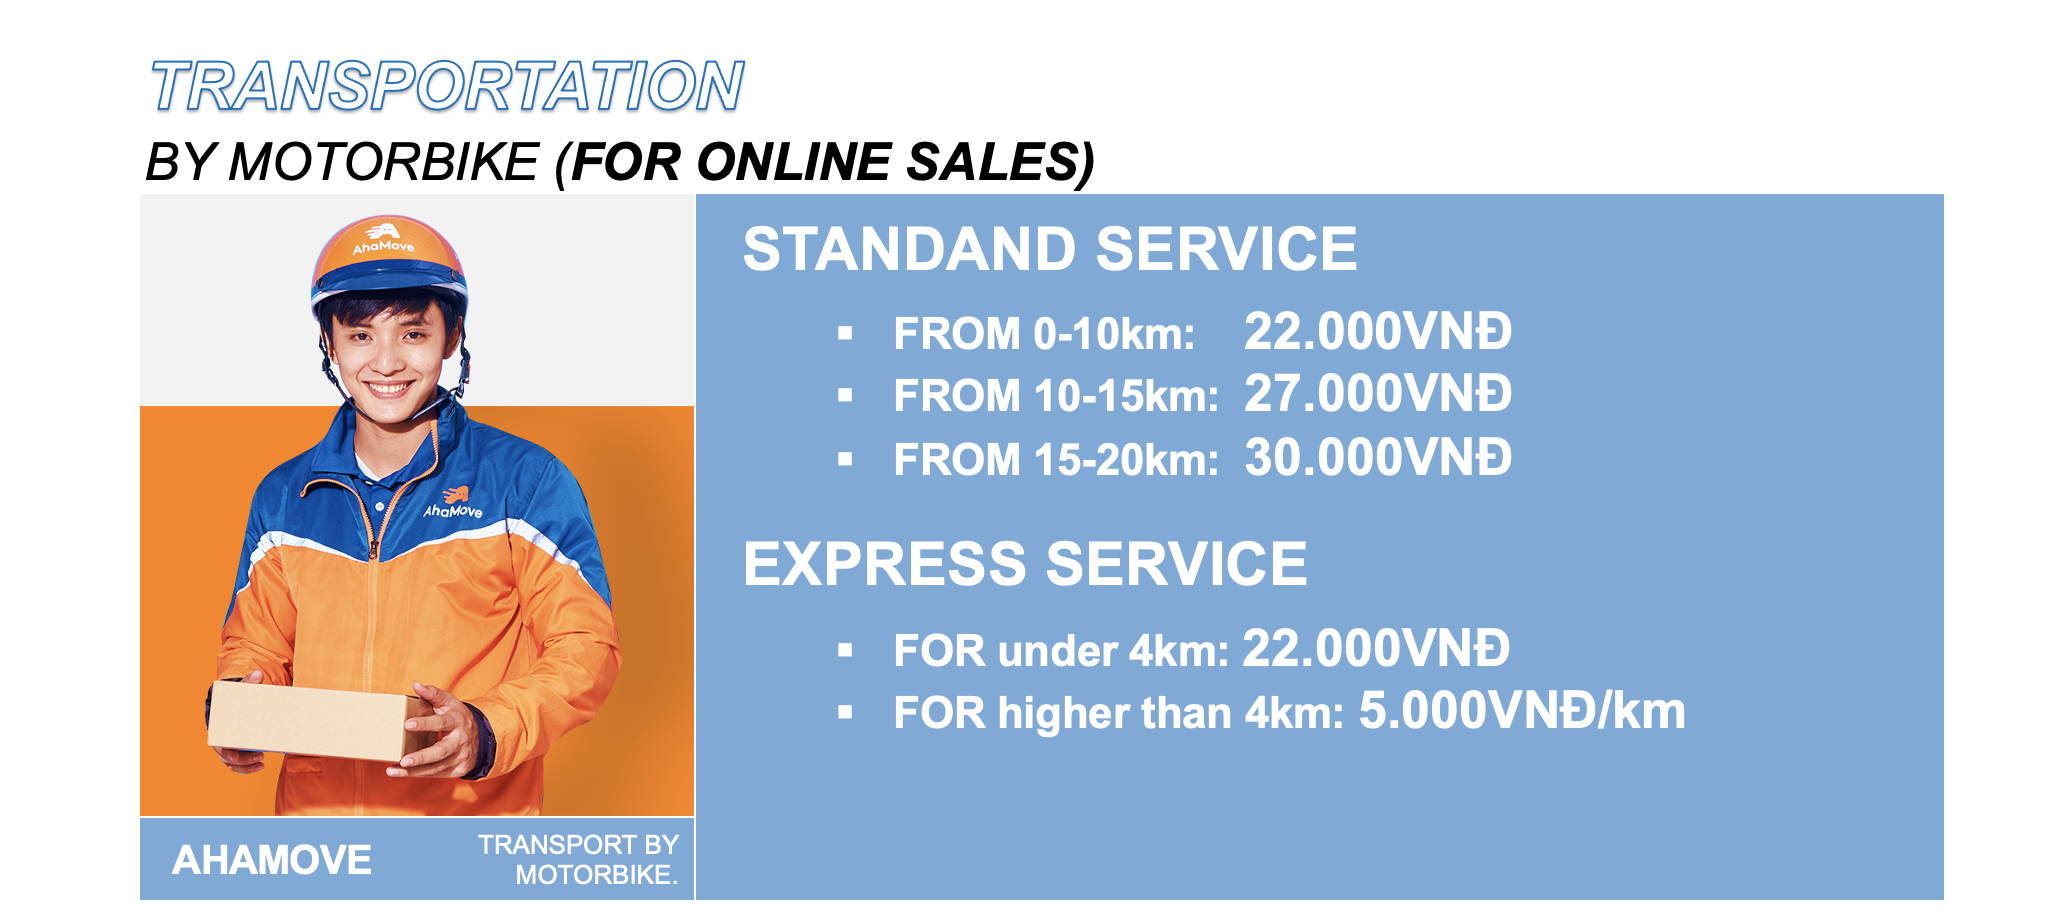 TRANSPORTATION
BY MOTORBIKE (FOR ONLINE SALES)
AhaMove
AhaMove
AHAMOVE
TRANSPORT BY
MOTORBIKE.
STANDAND SERVICE
▪ FROM 0-10km: 22.000VNĐ
▪ FROM 10-15km: 27.000VNĐ
▪ FROM 15-20km: 30.000VNĐ
EXPRESS SERVICE
▪ FOR under 4km: 22.000VNĐ
▪ FOR higher than 4km: 5.000VNĐ/km